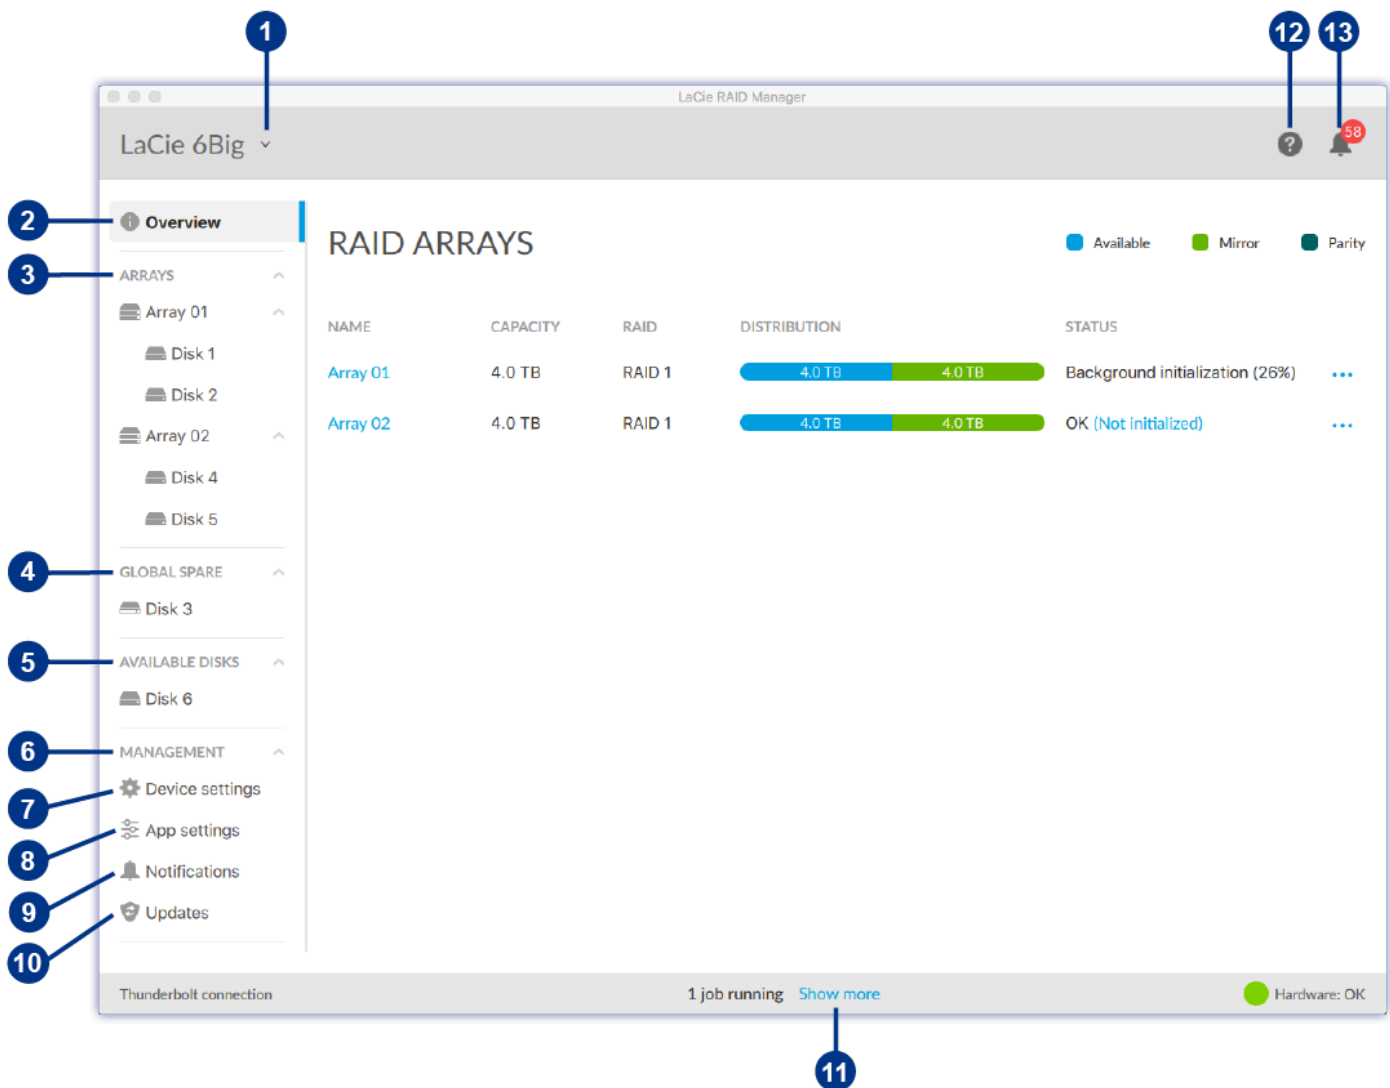 1
12 13
LaCie RAID Manager
LaCie 6Big
? 58
2
Overview
RAID ARRAYS
Available Mirror Parity
3
ARRAYS
Array 01
Disk 1
Disk 2
Array 02
Disk 4
Disk 5
NAME CAPACITY RAID DISTRIBUTION STATUS
Array 01 4.0 TB RAID 1 4.0 TB 4.0 TB Background initialization (26%) ...
Array 02 4.0 TB RAID 1 4.0 TB 4.0 TB OK (Not initialized) ...
4
GLOBAL SPARE
Disk 3
5
AVAILABLE DISKS
Disk 6
6
MANAGEMENT
7
Device settings
8
App settings
9
Notifications
10
Updates
Thunderbolt connection 1 job running Show more Hardware: OK
11